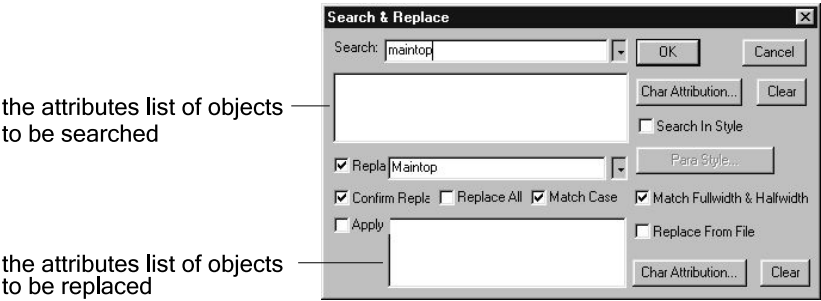 Search & Replace
Search: maintop
OK Cancel
the attributes list of objects
to be searched
Char Attribution... Clear
Search In Style
Para Style...
Repla Maintop
Confirm Repla Replace All Match Case Match Fullwidth & Halfwidth
Apply
Replace From File
the attributes list of objects
to be replaced
Char Attribution... Clear